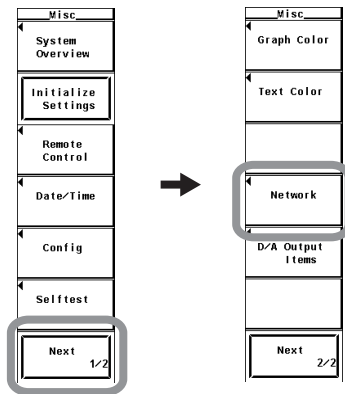 Misc
System
Overview
Initialize
Settings
Remote
Control
Date/Time
Config
Selftest
Next
1/2
Misc
Graph Color
Text Color
Network
D/A Output
Items
Next
2/2